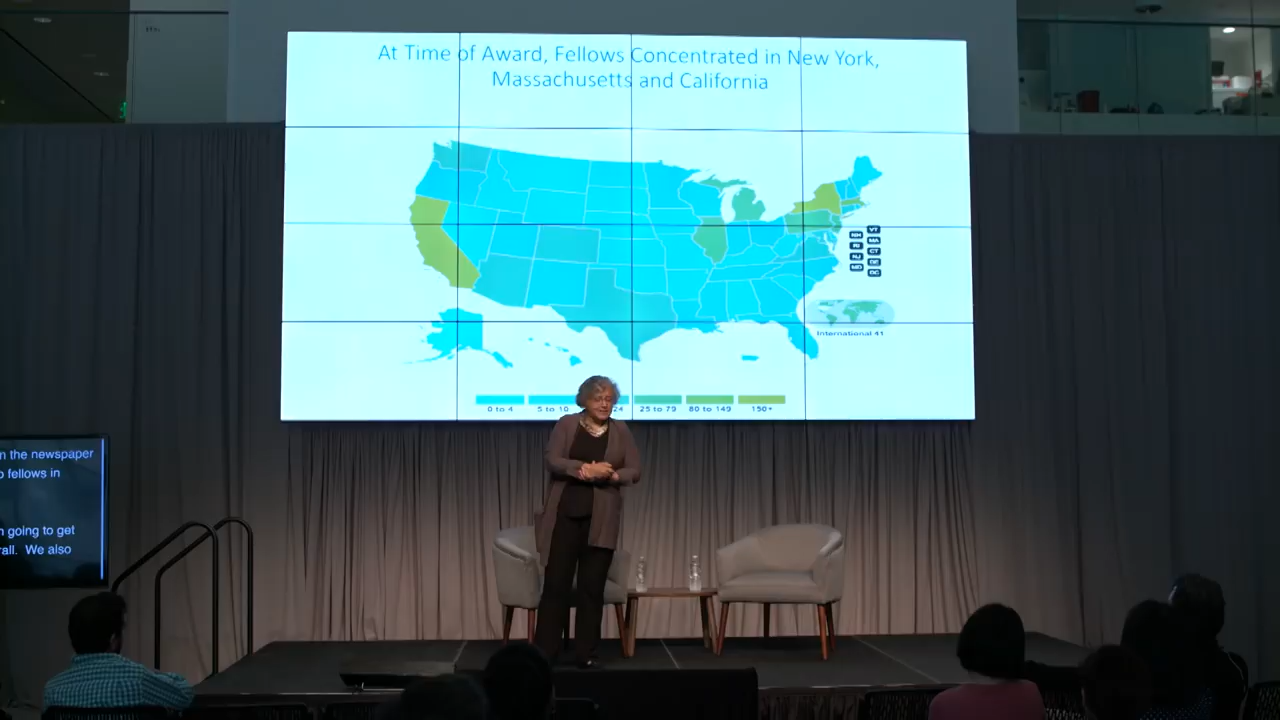 At Time of Award, Fellows Concentrated in New York,
Massachusetts and California
VT
NH
MA
RI
CT
NJ
DE
MD
DC
International 41
0 to 4
5 to 10
24
25 to 79
80 to 149
150+
n the newspaper
fellows in
going to get
We also